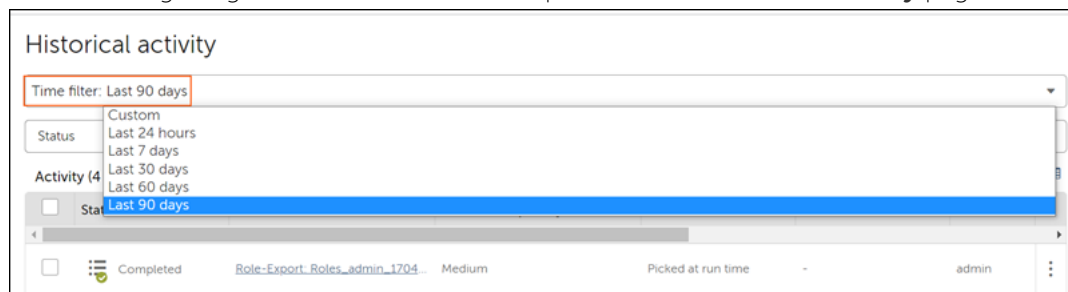 Historical activity
Time filter: Last 90 days
Custom
Status
Last 24 hours
Last 7 days
Last 30 days
Activity (4
Last 60 days
Last 90 days
Completed Role-Export: Roles_admin_1704... Medium Picked at run time - admin